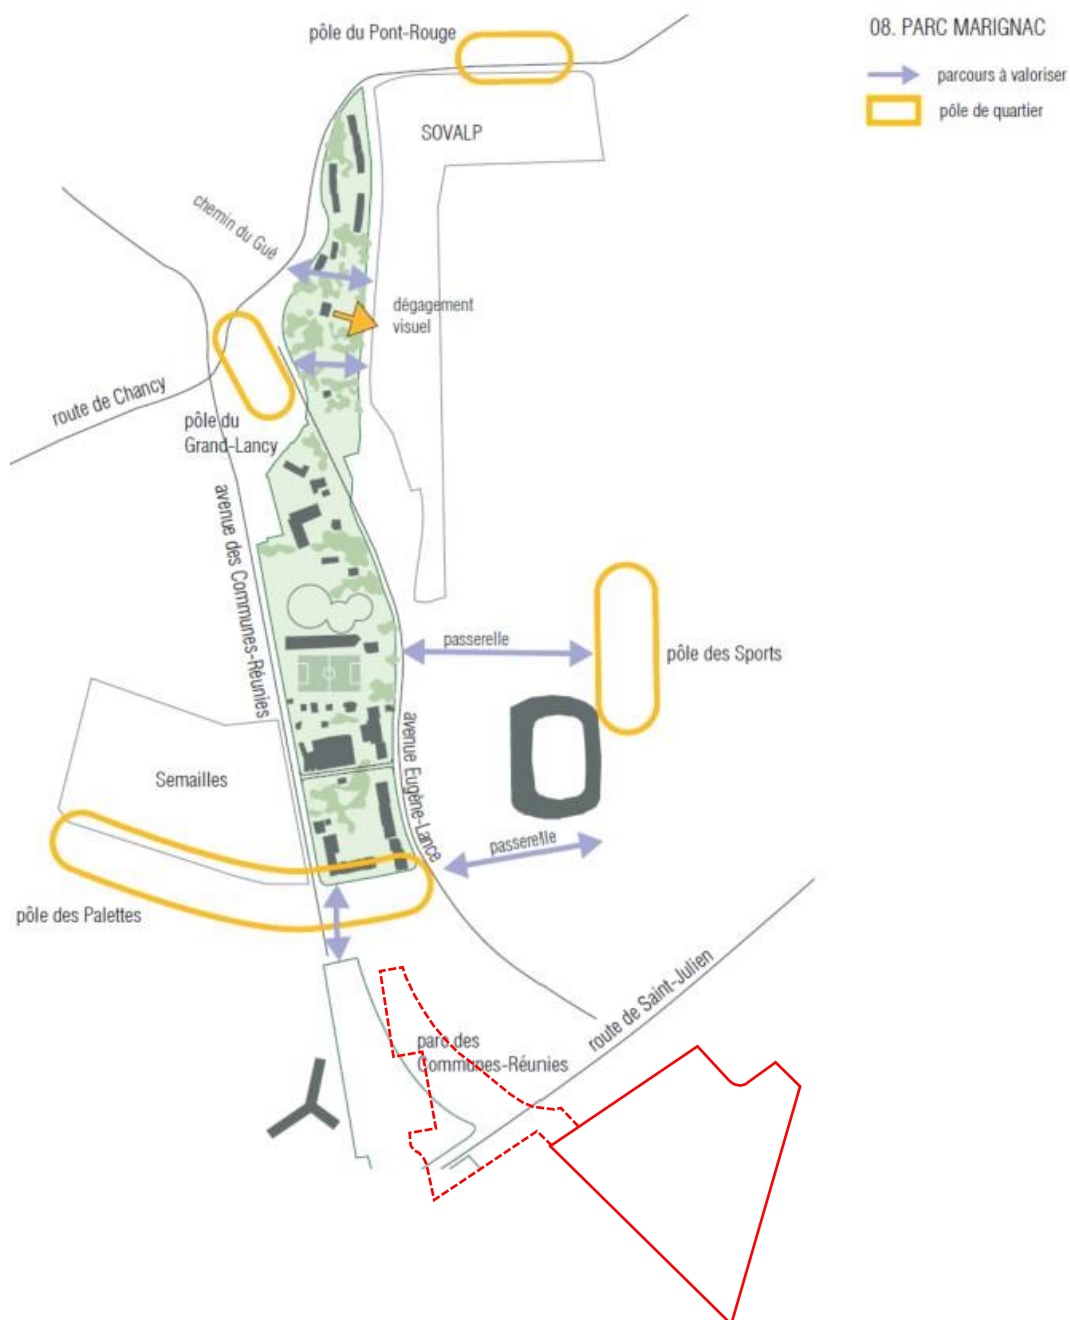 pôle du Pont-Rouge
08. PARC MARIGNAC
parcours à valoriser
pôle de quartier
SOVALP
chemin du Gué
dégagement
visuel
route de Chancy
pôle du
Grand-Lancy
avenue des Communes-Réunies
passerelle
pôle des Sports
avenue Eugène-Lance
Semailles
passerelle
pôle des Palettes
route de Saint-Julien
parc des
Communes-Réunies